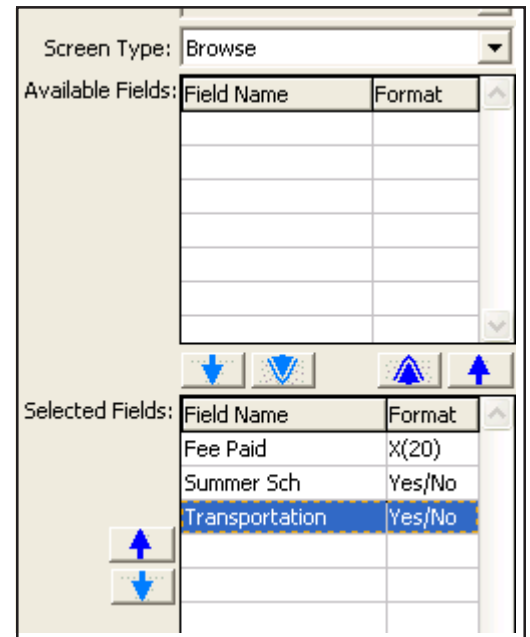 Screen Type: Browse
Available Fields: Field Name Format
Selected Fields: Field Name Format
Fee Paid X(20)
Summer Sch Yes/No
Transportation Yes/No